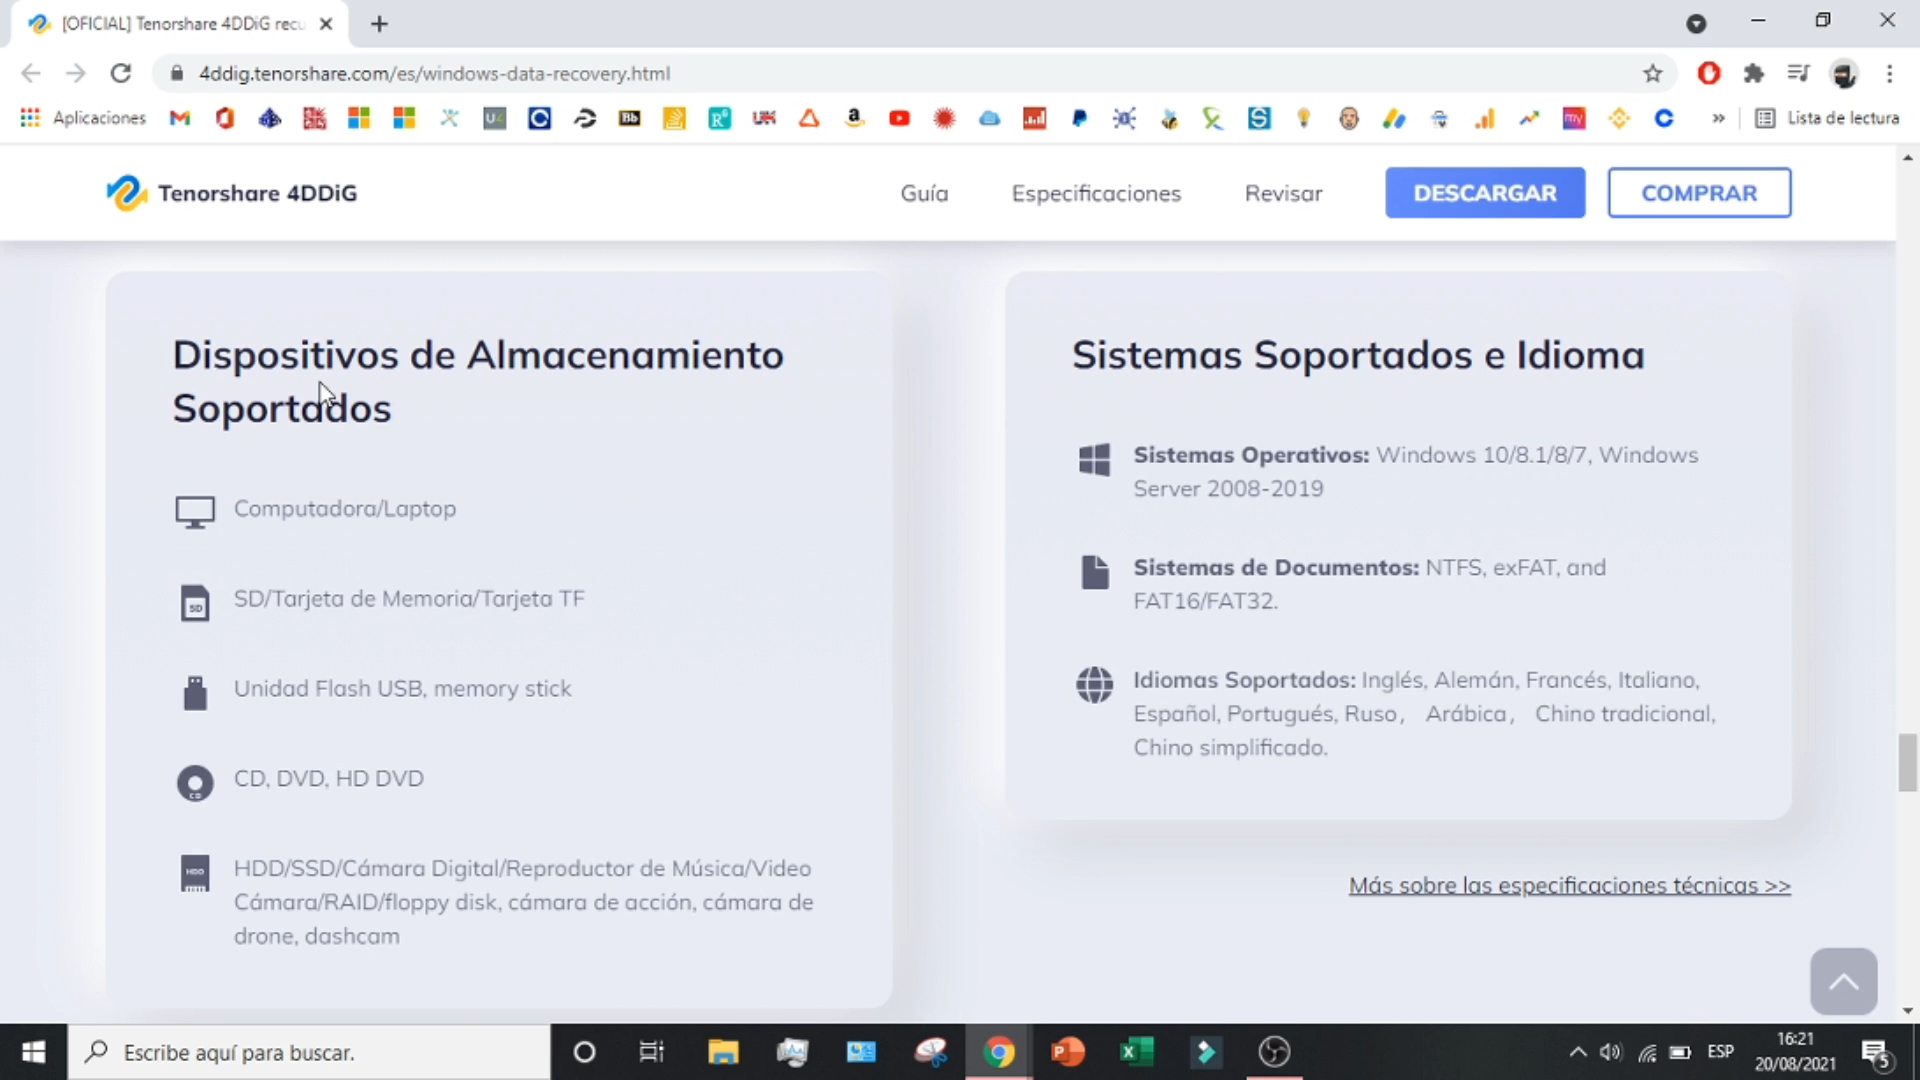 [OFICIAL] Tenorshare 4DDiG recu
4ddig.tenorshare.com/es/windows-data-recovery.html
Aplicaciones
Bb
Lista de lectura
Tenorshare 4DDiG
Guía
Especificaciones
Revisar
DESCARGAR
COMPRAR
Dispositivos de Almacenamiento
Soportados
Computadora/Laptop
SD
SD/Tarjeta de Memoria/Tarjeta TF
Unidad Flash USB, memory stick
CD
CD, DVD, HD DVD
HDD
HDD/SSD/Cámara Digital/Reproductor de Música/Video
Cámara/RAID/floppy disk, cámara de acción, cámara de
drone, dashcam
Sistemas Soportados e Idioma
Sistemas Operativos: Windows 10/8.1/8/7, Windows
Server 2008-2019
Sistemas de Documentos: NTFS, exFAT, and
FAT16/FAT32.
Idiomas Soportados: Inglés, Alemán, Francés, Italiano,
Español, Portugués, Ruso, Arábica, Chino tradicional,
Chino simplificado.
Más sobre las especificaciones técnicas >>
Escribe aquí para buscar.
ESP
16:21
20/08/2021
5